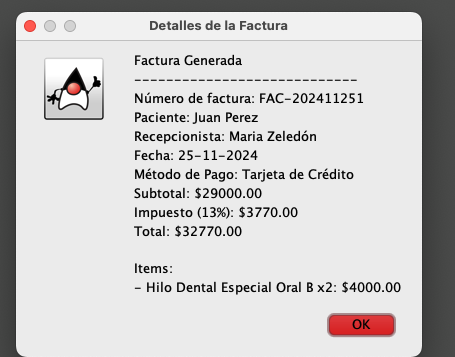 Detalles de la Factura
Factura Generada
----------------------------
Número de factura: FAC-202411251
Paciente: Juan Perez
Recepcionista: Maria Zeledón
Fecha: 25-11-2024
Método de Pago: Tarjeta de Crédito
Subtotal: $29000.00
Impuesto (13%): $3770.00
Total: $32770.00
Items:
- Hilo Dental Especial Oral B x2: $4000.00
OK